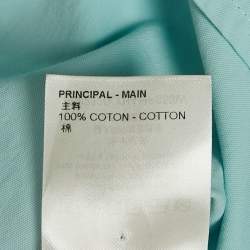 PRINCIPAL - MAIN
主料
100% COTON - COTTON
棉